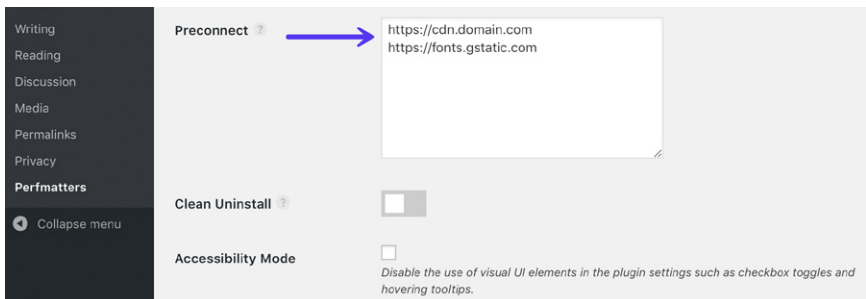 Writing
Reading
Discussion
Media
Permalinks
Privacy
Perfmatters
Collapse menu
Preconnect ?
https://cdn.domain.com
https://fonts.gstatic.com
Clean Uninstall ?
Accessibility Mode
Disable the use of visual UI elements in the plugin settings such as checkbox toggles and
hovering tooltips.